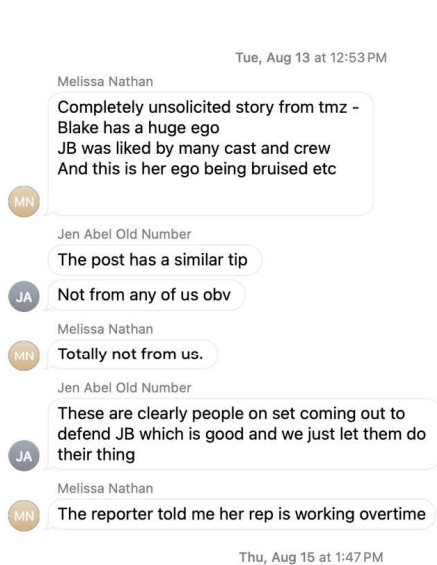 Tue, Aug 13 at 12:53 PM
Melissa Nathan
Completely unsolicited story from tmz -
Blake has a huge ego
JB was liked by many cast and crew
And this is her ego being bruised etc
MN
Jen Abel Old Number
The post has a similar tip
Not from any of us obv
JA
Melissa Nathan
Totally not from us.
MN
Jen Abel Old Number
These are clearly people on set coming out to
defend JB which is good and we just let them do
their thing
JA
Melissa Nathan
The reporter told me her rep is working overtime
MN
Thu, Aug 15 at 1:47 PM